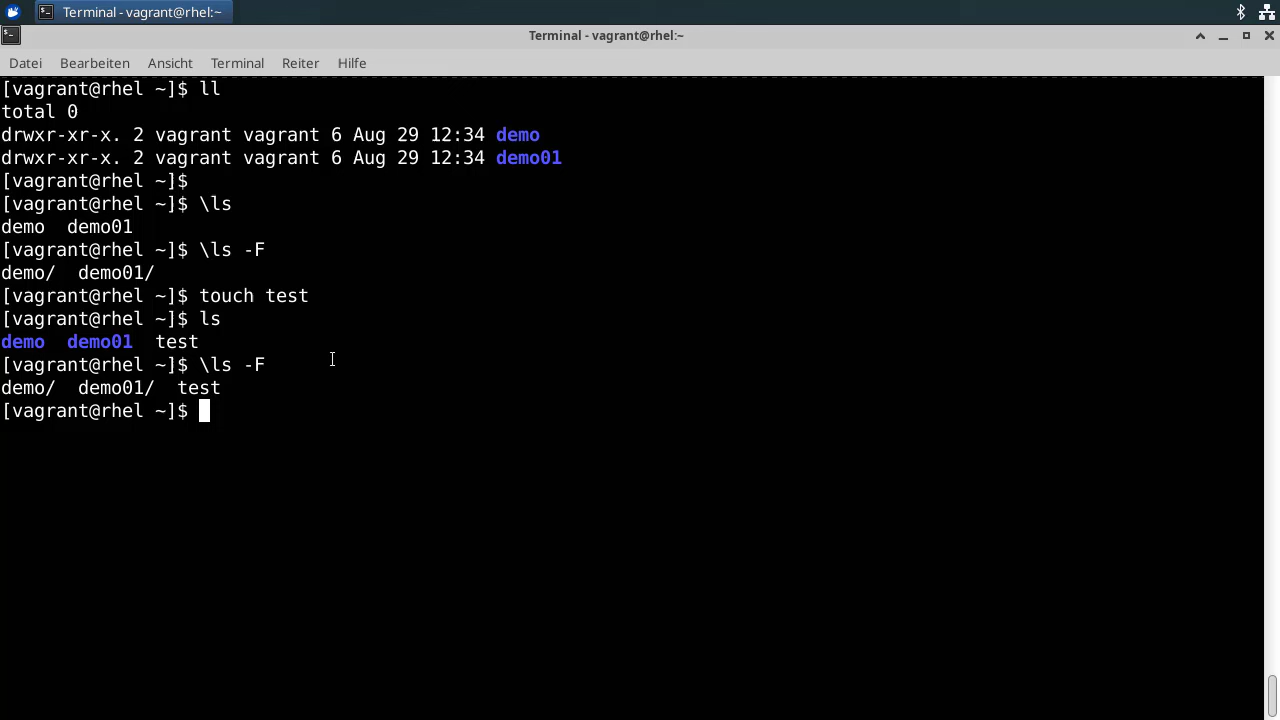 Terminal - vagrant@rhel:~
Terminal - vagrant@rhel:~
Datei Bearbeiten Ansicht Terminal Reiter Hilfe
[vagrant@rhel ~]$ ll
total 0
drwxr-xr-x. 2 vagrant vagrant 6 Aug 29 12:34 demo
drwxr-xr-x. 2 vagrant vagrant 6 Aug 29 12:34 demo01
[vagrant@rhel ~]$
[vagrant@rhel ~]$ \ls
demo  demo01
[vagrant@rhel ~]$ \ls -F
demo/  demo01/
[vagrant@rhel ~]$ touch test
[vagrant@rhel ~]$ ls
demo  demo01  test
[vagrant@rhel ~]$ \ls -F
demo/  demo01/  test
[vagrant@rhel ~]$